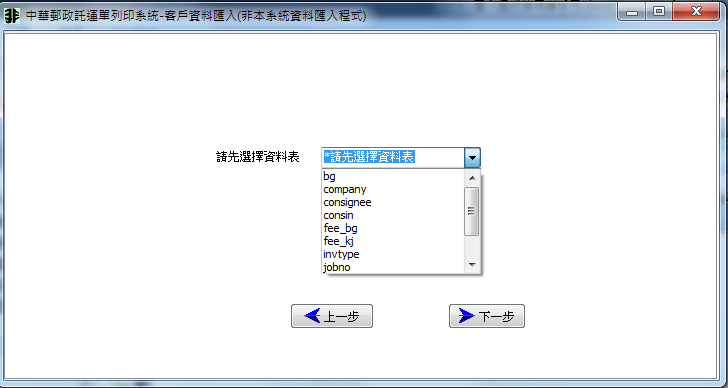 中華郵政託運單列印系統-客戶資料匯入(非本系統資料匯入程式)
請先選擇資料表 *請先選擇資料表
bg
company
consignee
consin
fee_bg
fee_kj
invtype
jobno
上一步 下一步